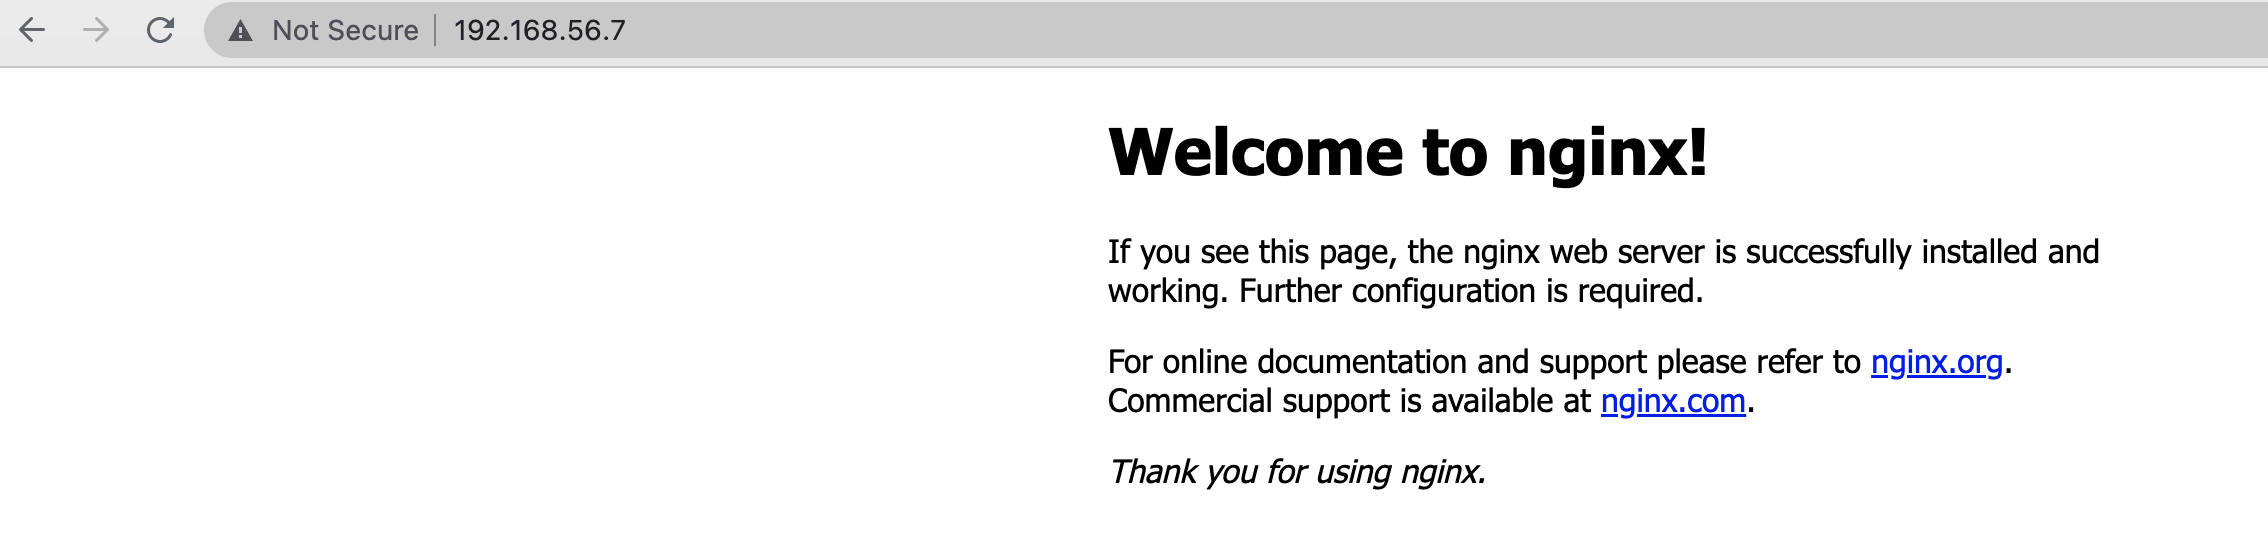 Not Secure 192.168.56.7
Welcome to nginx!
If you see this page, the nginx web server is successfully installed and
working. Further configuration is required.
For online documentation and support please refer to nginx.org.
Commercial support is available at nginx.com.
Thank you for using nginx.